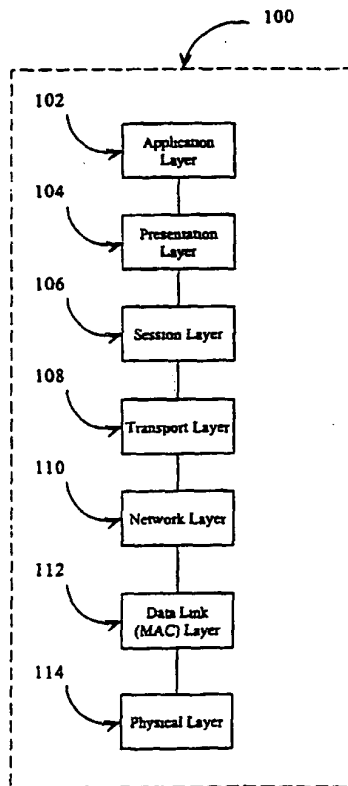 100
102
Application
Layer
104
Presentation
Layer
106
Session Layer
108
Transport Layer
110
Network Layer
112
Data Link
(MAC) Layer
114
Physical Layer